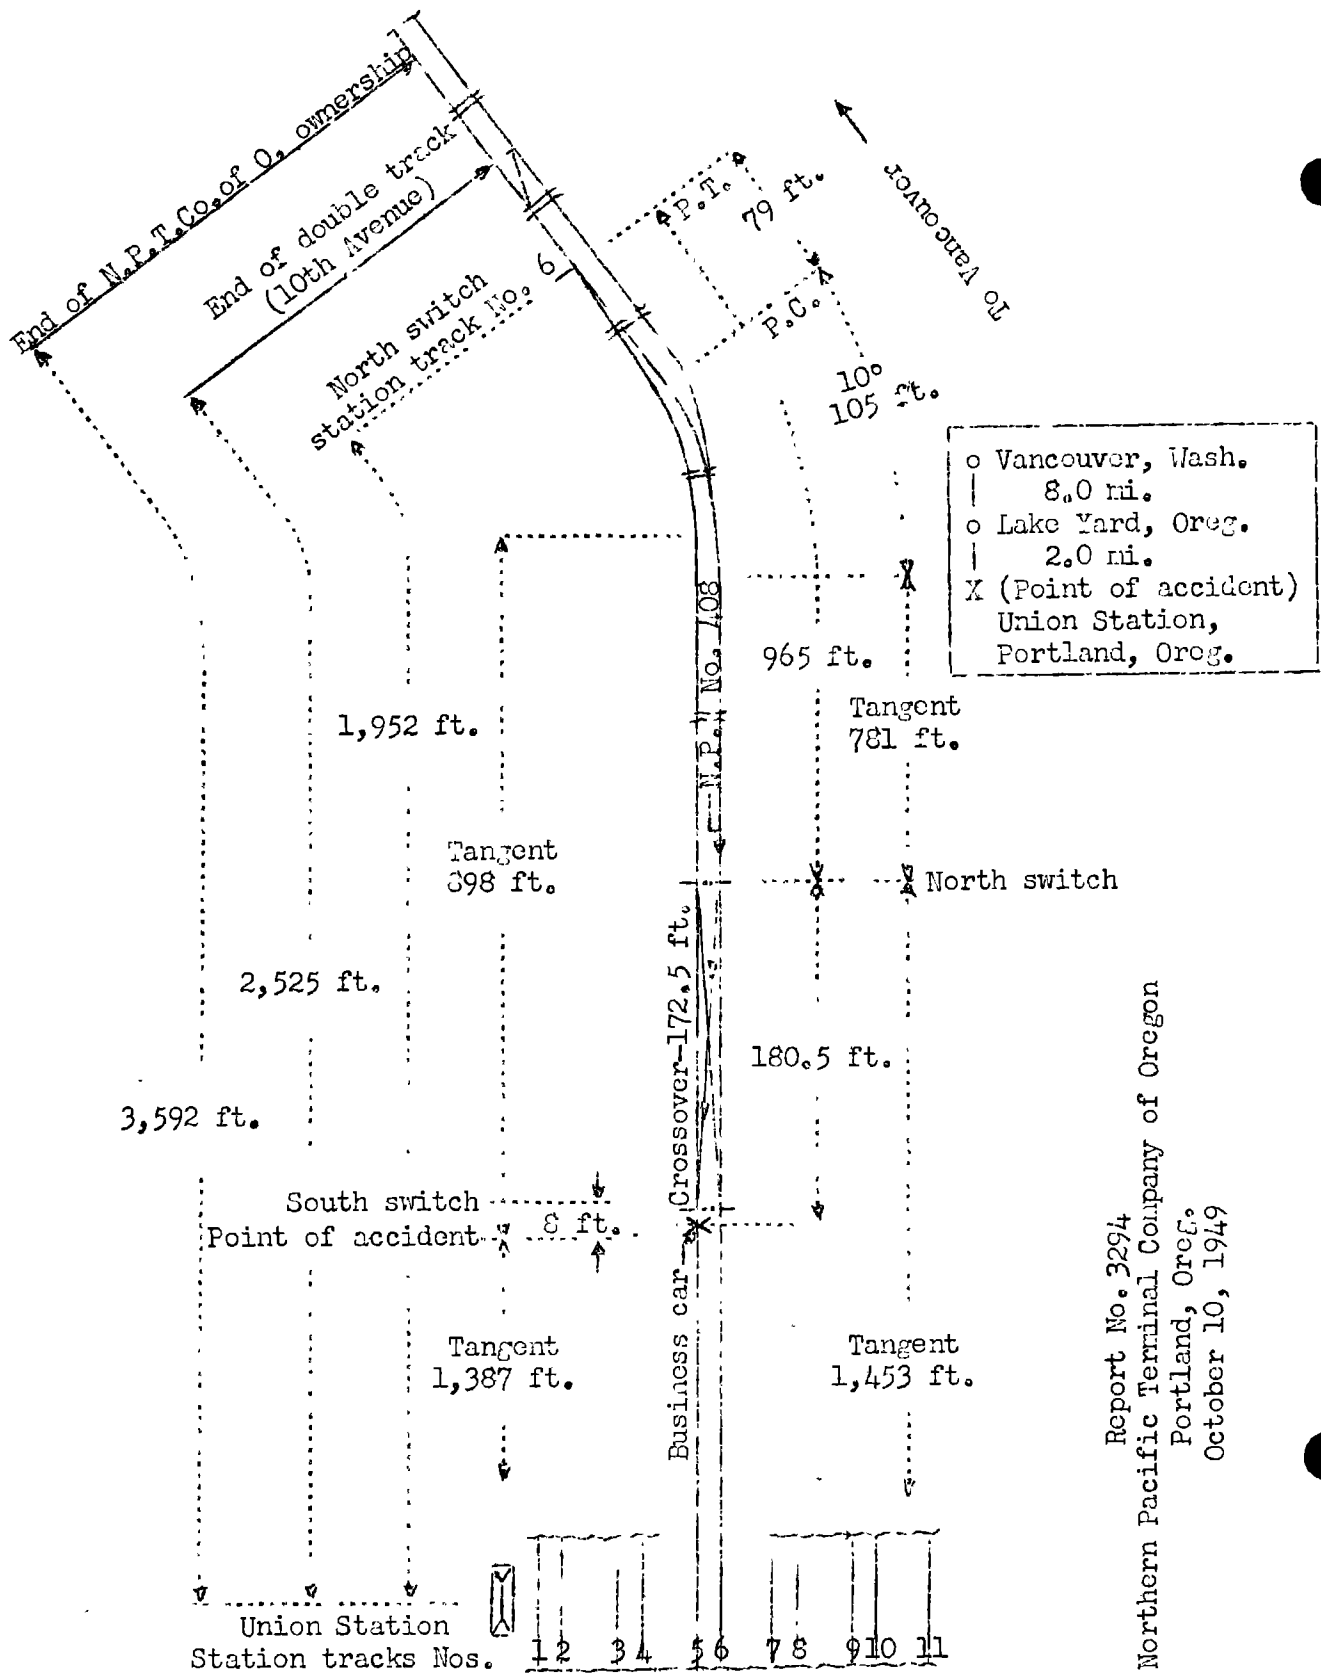 End of N.P.T.Co.of O. ownership
End of double track
(10th Avenue)
North switch
station track No. 6
P.T.
79 ft.
P.C.
To Vancouver
10°
105 ft.
o Vancouver, Wash.
8.0 mi.
o Lake Yard, Oreg.
2.0 mi.
X (Point of accident)
Union Station,
Portland, Oreg.
N.P. No. 408
965 ft.
Tangent
781 ft.
1,952 ft.
Tangent
898 ft.
North switch
2,525 ft.
Crossover-172.5 ft.
180.5 ft.
3,592 ft.
South switch
Point of accident
8 ft.
X
Business car
Tangent
1,387 ft.
Tangent
1,453 ft.
Report No. 3294
Northern Pacific Terminal Company of Oregon
Portland, Oreg.
October 10, 1949
Union Station
Station tracks Nos. 1 2 3 4 5 6 7 8 9 10 11